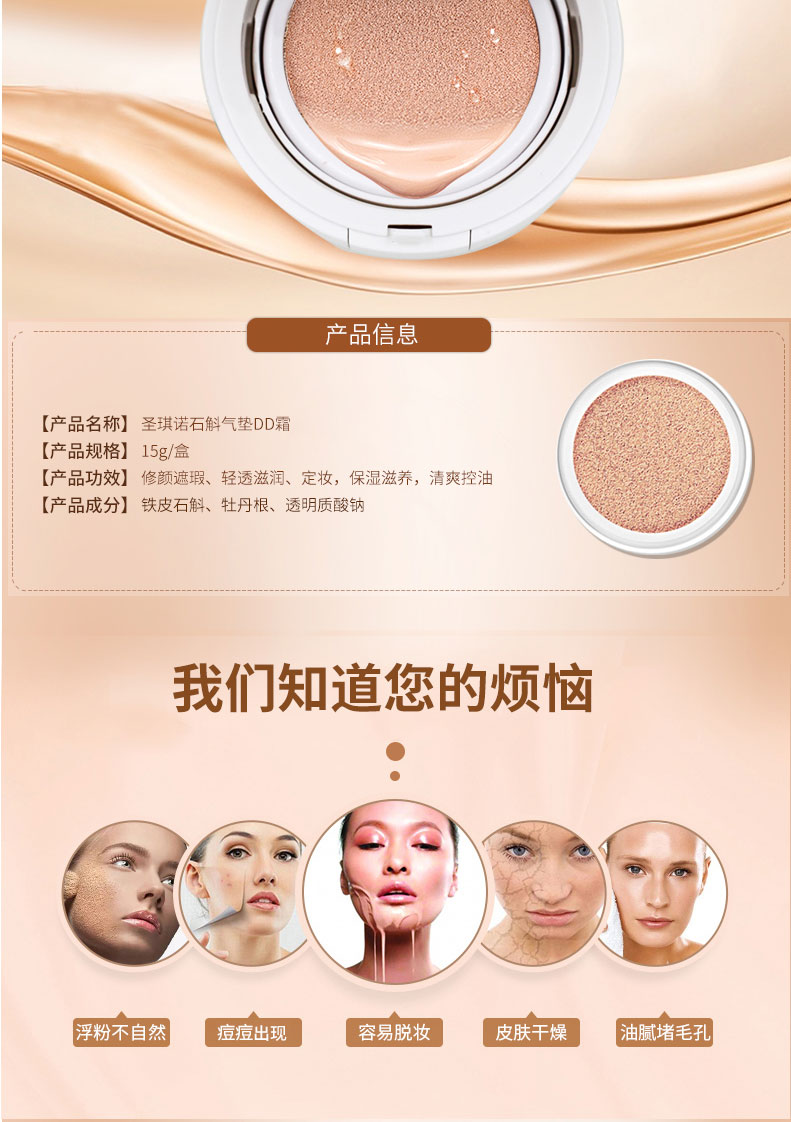 产品信息
【产品名称】 圣琪诺石斛气垫DD霜
【产品规格】 15g/盒
【产品功效】 修颜遮瑕、轻透滋润、定妆，保湿滋养，清爽控油
【产品成分】 铁皮石斛、牡丹根、透明质酸钠
我们知道您的烦恼
浮粉不自然
痘痘出现
容易脱妆
皮肤干燥
油腻堵毛孔